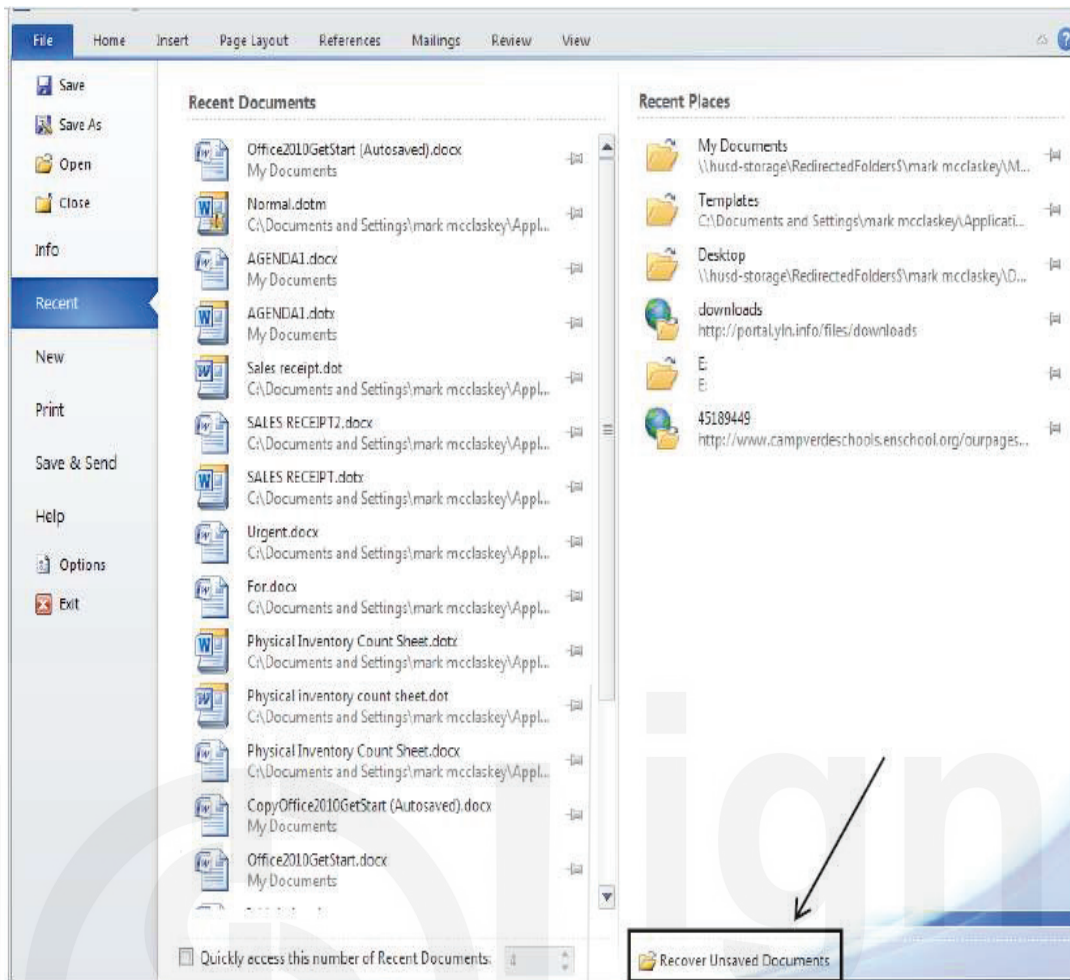 File Home Insert Page Layout References Mailings Review View
Save
Save As
Open
Close
Info
Recent
New
Print
Save & Send
Help
Options
Exit
Recent Documents
Office2010GetStart (Autosaved).docx
My Documents
Normal.dotm
C:\Documents and Settings\mark mcclaskey\Appl...
AGENDA1.docx
My Documents
AGENDA1.dotx
My Documents
Sales receipt.dot
C:\Documents and Settings\mark mcclaskey\Appl...
SALES RECEIPT2.docx
C:\Documents and Settings\mark mcclaskey\Appl...
SALES RECEIPT.dotx
C:\Documents and Settings\mark mcclaskey\Appl...
Urgent.docx
C:\Documents and Settings\mark mcclaskey\Appl...
For.docx
C:\Documents and Settings\mark mcclaskey\Appl...
Physical Inventory Count Sheet.dotx
C:\Documents and Settings\mark mcclaskey\Appl...
Physical inventory count sheet.dot
C:\Documents and Settings\mark mcclaskey\Appl...
Physical Inventory Count Sheet.docx
C:\Documents and Settings\mark mcclaskey\Appl...
CopyOffice2010GetStart (Autosaved).docx
My Documents
Office2010GetStart.docx
My Documents
Quickly access this number of Recent Documents: 4
Recent Places
My Documents
\\husd-storage\RedirectedFolders$\mark mcclaskey\M...
Templates
C:\Documents and Settings\mark mcclaskey\Applicati...
Desktop
\\husd-storage\RedirectedFolders$\mark mcclaskey\D...
downloads
http://portal.yln.info/files/downloads
E:
E:
45189449
http://www.campverdeschools.enschool.org/ourpages...
Recover Unsaved Documents